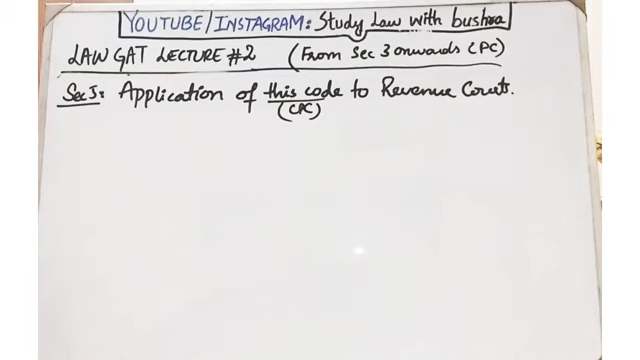 YOUTUBE/INSTAGRAM: Study Law with bushra
LAW GAT LECTURE #2 (From Sec 3 onwards CPC)
Sec 5: Application of this code to Revenue Courts.
(CPC)